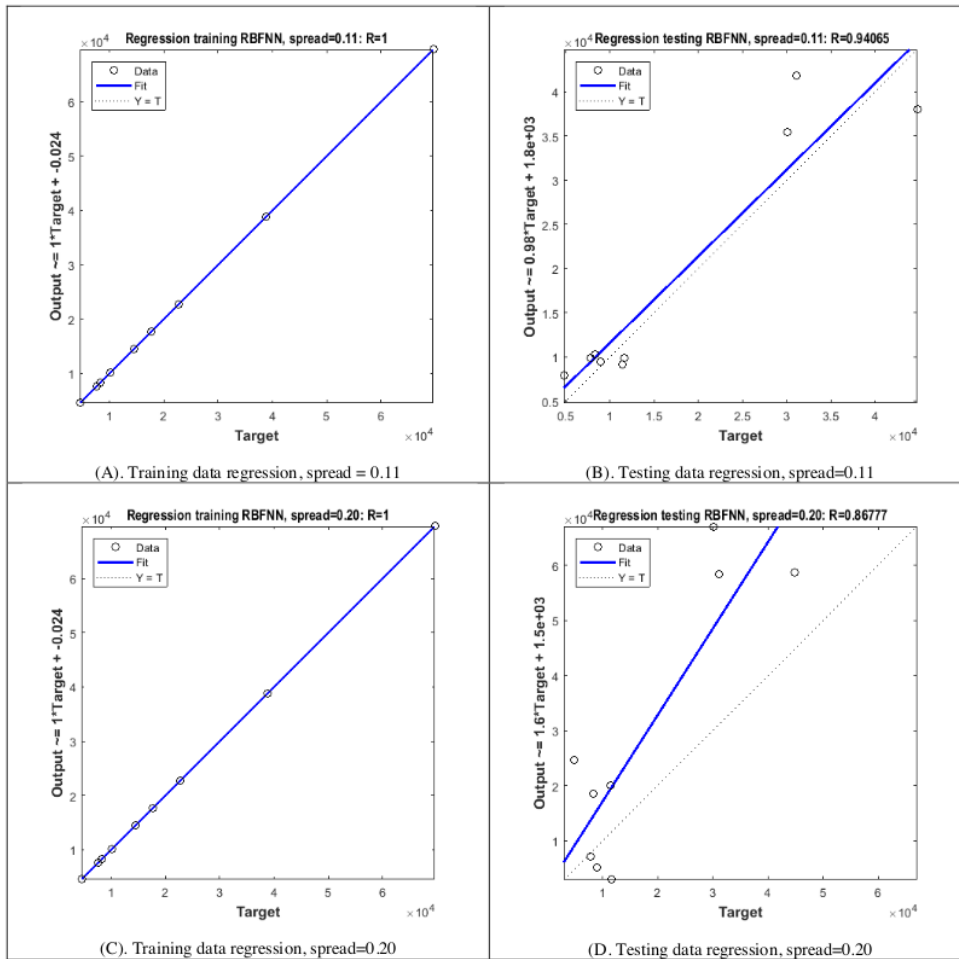 Regression training RBFNN, spread=0.11: R=1
×10⁴
Data
Fit
Y = T
Output ~= 1*Target + -0.024
6
5
4
3
2
1
1
2
3
4
5
6
Target
×10⁴
(A). Training data regression, spread = 0.11
Regression testing RBFNN, spread=0.11: R=0.94065
×10⁴
Data
Fit
Y = T
Output ~= 0.98*Target + 1.8e+03
4
3.5
3
2.5
2
1.5
1
0.5
0.5
1
1.5
2
2.5
3
3.5
4
Target
×10⁴
(B). Testing data regression, spread=0.11
Regression training RBFNN, spread=0.20: R=1
×10⁴
Data
Fit
Y = T
Output ~= 1*Target + -0.024
6
5
4
3
2
1
1
2
3
4
5
6
Target
×10⁴
(C). Training data regression, spread=0.20
Regression testing RBFNN, spread=0.20: R=0.86777
×10⁴
Data
Fit
Y = T
Output ~= 1.6*Target + 1.5e+03
6
5
4
3
2
1
1
2
3
4
5
6
Target
×10⁴
(D). Testing data regression, spread=0.20